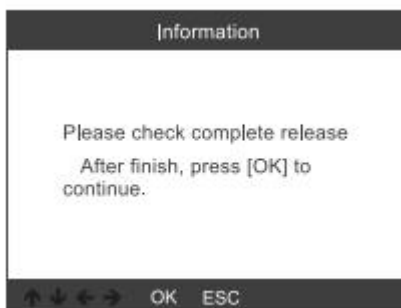 Information
Please check complete release
After finish, press [OK] to
continue.
OK ESC